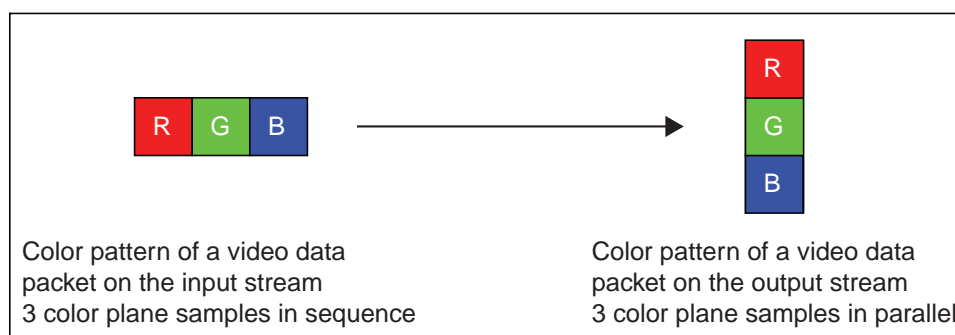 R G B
R
G
B
Color pattern of a video data
packet on the input stream
3 color plane samples in sequence
Color pattern of a video data
packet on the output stream
3 color plane samples in parallel